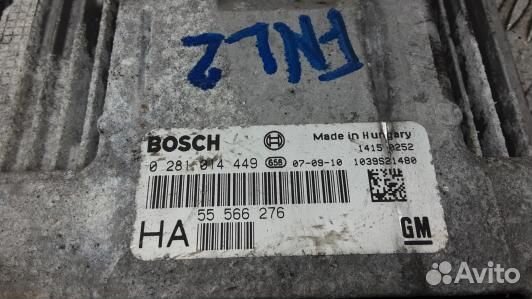 FNL2
BOSCH
Made in Hungary
1415 0252
0 281 014 449 658 07-09-10 1039S21480
55 566 276
HA
GM
Avito